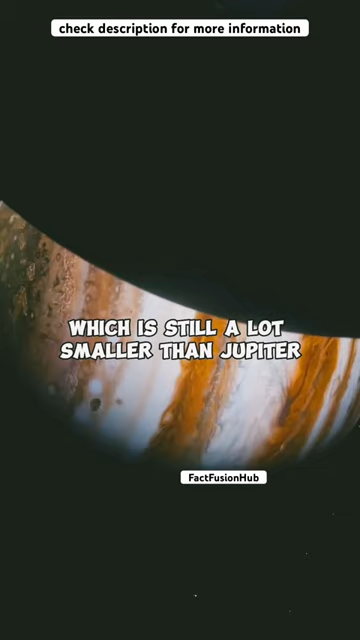 check description for more information
WHICH IS STILL A LOT
SMALLER THAN JUPITER
FactFusionHub